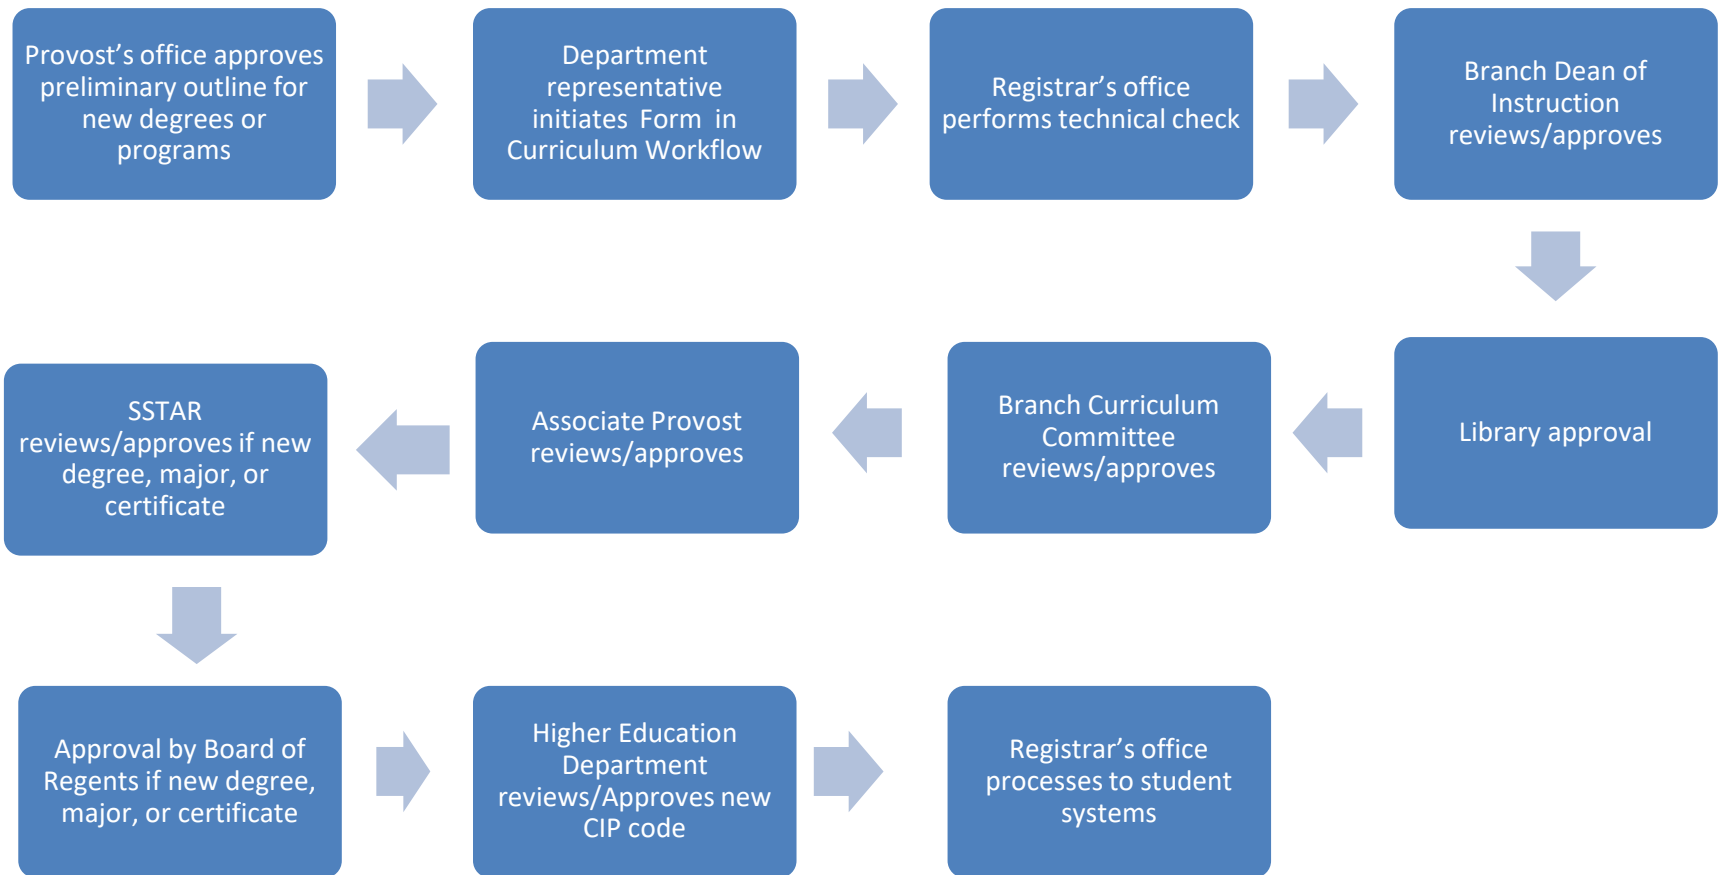 Provost’s office approves
preliminary outline for
new degrees or
programs
Department
representative
initiates  Form  in
Curriculum Workflow
Registrar’s office
performs technical check
Branch Dean of
Instruction
reviews/approves
Library approval
Branch Curriculum
Committee
reviews/approves
Associate Provost
reviews/approves
SSTAR
reviews/approves if new
degree, major, or
certificate
Approval by Board of
Regents if new degree,
major, or certificate
Higher Education
Department
reviews/Approves new
CIP code
Registrar’s office
processes to student
systems